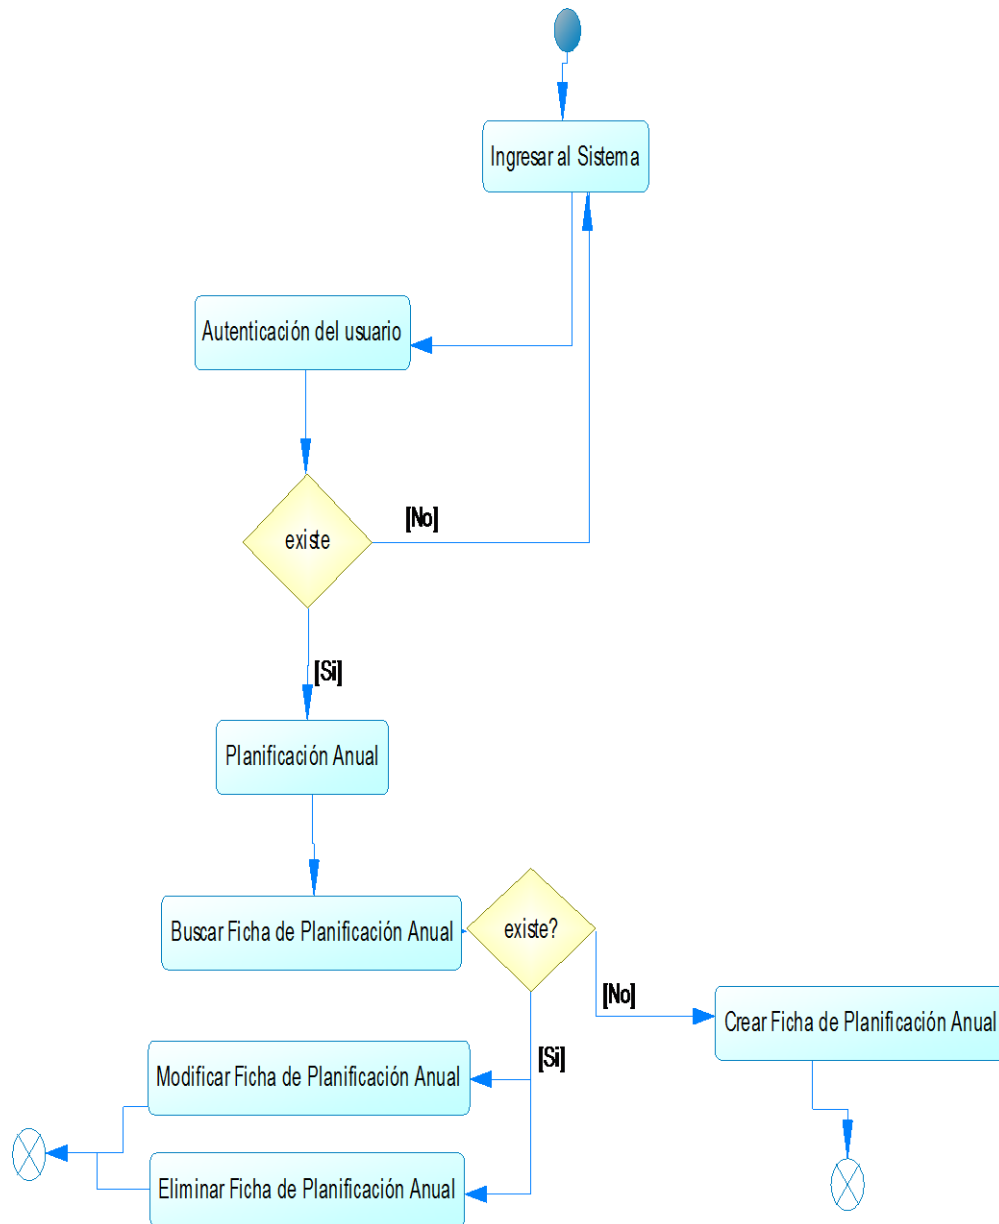 Ingresar al Sistema
Autenticación del usuario
existe
[No]
[Si]
Planificación Anual
Buscar Ficha de Planificación Anual
existe?
[No]
Crear Ficha de Planificación Anual
[Si]
Modificar Ficha de Planificación Anual
Eliminar Ficha de Planificación Anual